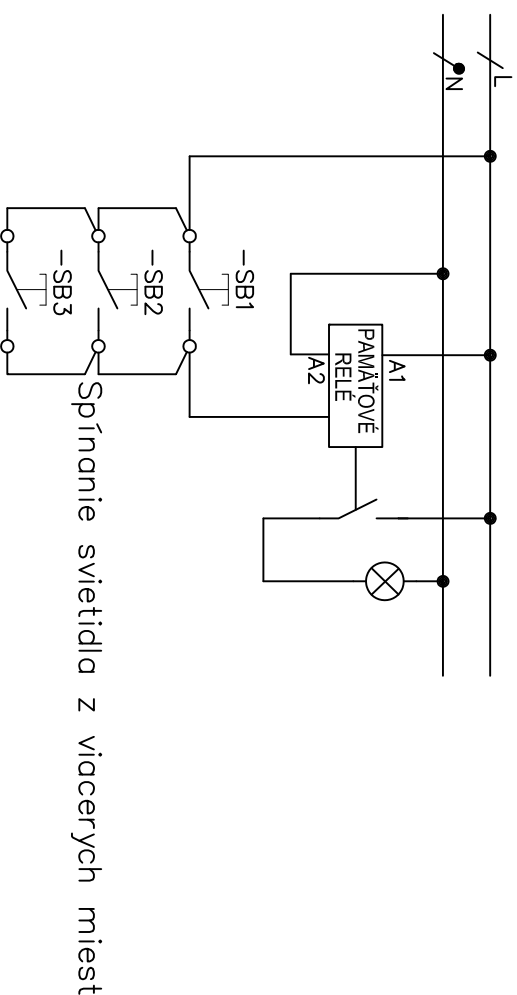 L
N
-SB1
-SB2
-SB3
A1
PAMÄŤOVÉ
RELÉ
A2
Spínanie svietidla z viacerych miest